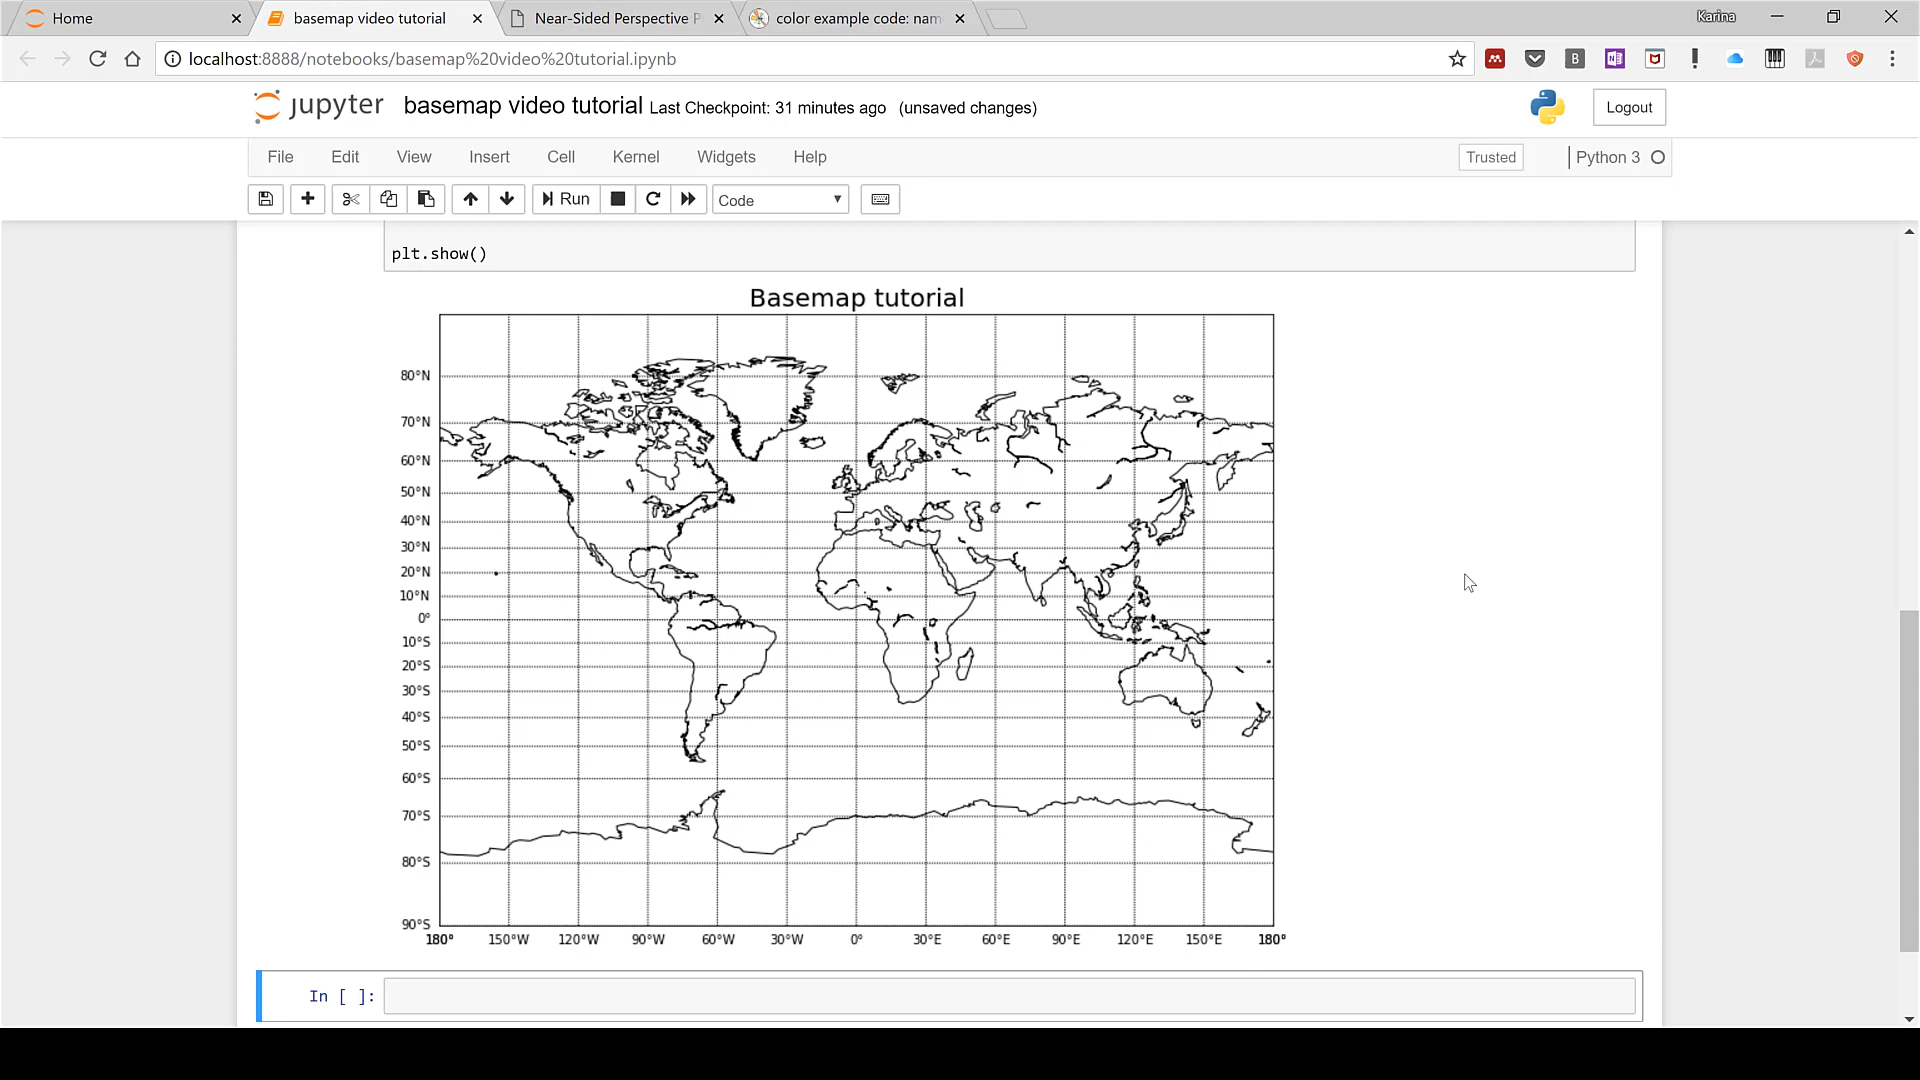 Home
basemap video tutorial
Near-Sided Perspective P
color example code: nam
Karina
localhost:8888/notebooks/basemap%20video%20tutorial.ipynb
B
N
jupyter basemap video tutorial Last Checkpoint: 31 minutes ago (unsaved changes)
Logout
File Edit View Insert Cell Kernel Widgets Help
Trusted
Python 3
Run
Code
plt.show()
Basemap tutorial
80°N
70°N
60°N
50°N
40°N
30°N
20°N
10°N
0°
10°S
20°S
30°S
40°S
50°S
60°S
70°S
80°S
90°S
180° 150°W 120°W 90°W 60°W 30°W 0° 30°E 60°E 90°E 120°E 150°E 180°
In [ ]: